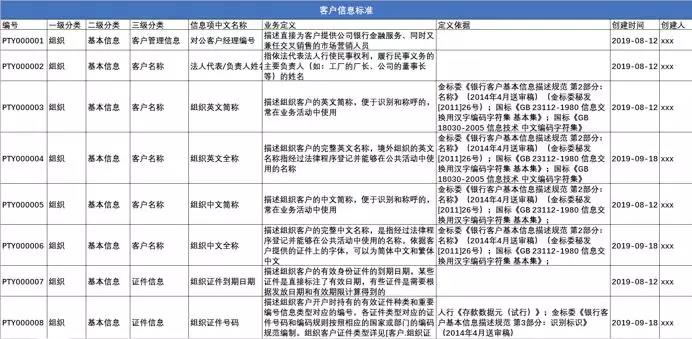 客户信息标准
编号 一级分类 二级分类 三级分类 信息项中文名称 业务定义 定义依据 创建时间 创建人
PTY000001 组织 基本信息 客户管理信息 对公客户经理编号 描述直接为客户提供公司银行金融服务、同时又兼任交叉销售的市场营销人员 2019-08-12 xxx
PTY000002 组织 基本信息 客户名称 法人代表/负责人姓名 指依法代表法人行使民事权利，履行民事义务的主要负责人（如：工厂的厂长、公司的董事长等）的姓名 2019-08-12 xxx
PTY000003 组织 基本信息 客户名称 组织英文简称 描述组织客户的英文简称，便于识别和称呼的，常在业务活动中使用 金标委《银行客户基本信息描述规范 第2部分：名称》（2014年4月送审稿）（金标委秘发[2011]26号）；国标《GB 23112-1980 信息交换用汉字编码字符集 基本集》；国标《GB 18030-2005 信息技术 中文编码字符集》 2019-08-12 xxx
PTY000004 组织 基本信息 客户名称 组织英文全称 描述组织客户的完整英文名称，境外组织的英文名称指经过法律程序登记并能够在公共活动中使用的名称 金标委《银行客户基本信息描述规范 第2部分：名称》（2014年4月送审稿）（金标委秘发[2011]26号）；国标《GB 23112-1980 信息交换用汉字编码字符集 基本集》；国标《GB 18030-2005 信息技术 中文编码字符集》 2019-09-18 xxx
PTY000005 组织 基本信息 客户名称 组织中文简称 描述组织客户的中文简称，便于识别和称呼的，常在业务活动中使用 金标委《银行客户基本信息描述规范 第2部分：名称》（2014年4月送审稿）（金标委秘发[2011]26号）；国标《GB 23112-1980 信息交换用汉字编码字符集 基本集》； 2019-08-12 xxx
PTY000006 组织 基本信息 客户名称 组织中文全称 描述组织客户的完整中文名称，是指经过法律程序登记并能够在公共活动中使用的名称，依据客户提供的证件上的字体，可以为简体中文和繁体中文 金标委《银行客户基本信息描述规范 第2部分：名称》（2014年4月送审稿）（金标委秘发[2011]26号）；国标《GB 23112-1980 信息交换用汉字编码字符集 基本集》； 2019-09-18 xxx
PTY000007 组织 基本信息 证件信息 组织证件到期日期 描述组织客户的有效身份证件的到期日期。某些证件是直接标注了有效日期，有些证件是需要根据发放日期和有效期限计算得到的 2019-08-12 xxx
PTY000008 组织 基本信息 证件信息 组织证件号码 描述组织客户开户时持有的有效证件种类和重要编号信息类型对应的编号。各证件类型对应的证件号码和编码规则按照相应的国家或部门的编码规范编制。组织客户证件类型详见[客户.组织证 人行《存款数据元（试行）》；金标委《银行客户基本信息描述规范 第3部分：识别标识》（2014年4月送审稿） 2019-09-18 xxx